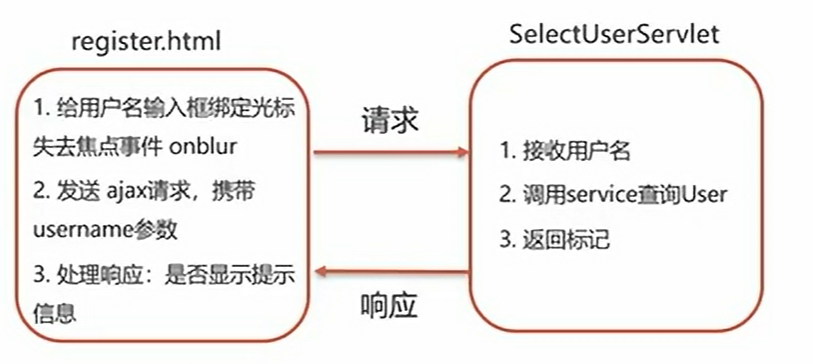 register.html
1. 给用户名输入框绑定光标
失去焦点事件 onblur
2. 发送 ajax请求，携带
username参数
3. 处理响应：是否显示提示
信息
请求
响应
SelectUserServlet
1. 接收用户名
2. 调用service查询User
3. 返回标记